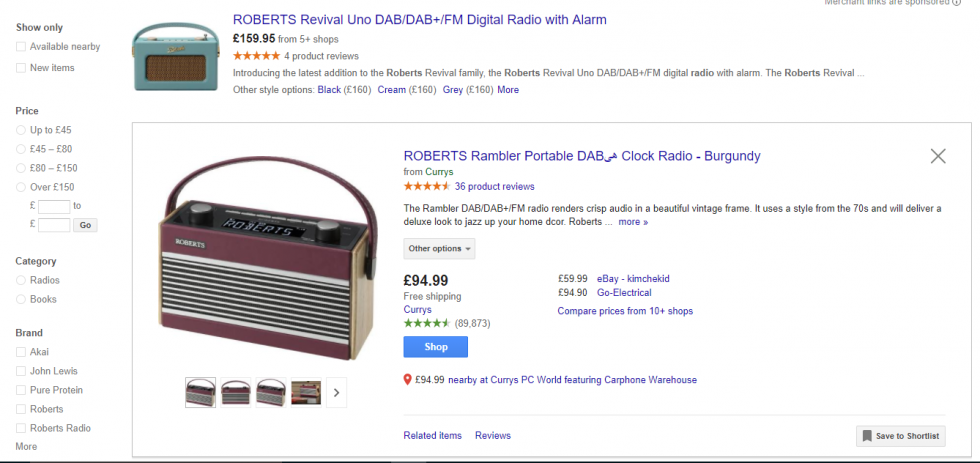 Merchant links are sponsored
Show only
Available nearby
New items
Price
Up to £45
£45 – £80
£80 – £150
Over £150
£ to
£ Go
Category
Radios
Books
Brand
Akai
John Lewis
Pure Protein
Roberts
Roberts Radio
More
ROBERTS Revival Uno DAB/DAB+/FM Digital Radio with Alarm
£159.95 from 5+ shops
4 product reviews
Introducing the latest addition to the Roberts Revival family, the Roberts Revival Uno DAB/DAB+/FM digital radio with alarm. The Roberts Revival ...
Other style options: Black (£160) Cream (£160) Grey (£160) More
ROBERTS
ROBERTS
ROBERTS Rambler Portable DABھی Clock Radio - Burgundy
from Currys
36 product reviews
The Rambler DAB/DAB+/FM radio renders crisp audio in a beautiful vintage frame. It uses a style from the 70s and will deliver a
deluxe look to jazz up your home dcor. Roberts ... more »
Other options
£94.99
Free shipping
Currys
(89,873)
Shop
£59.99 eBay - kimchekid
£94.90 Go-Electrical
Compare prices from 10+ shops
£94.99 nearby at Currys PC World featuring Carphone Warehouse
Related items Reviews
Save to Shortlist